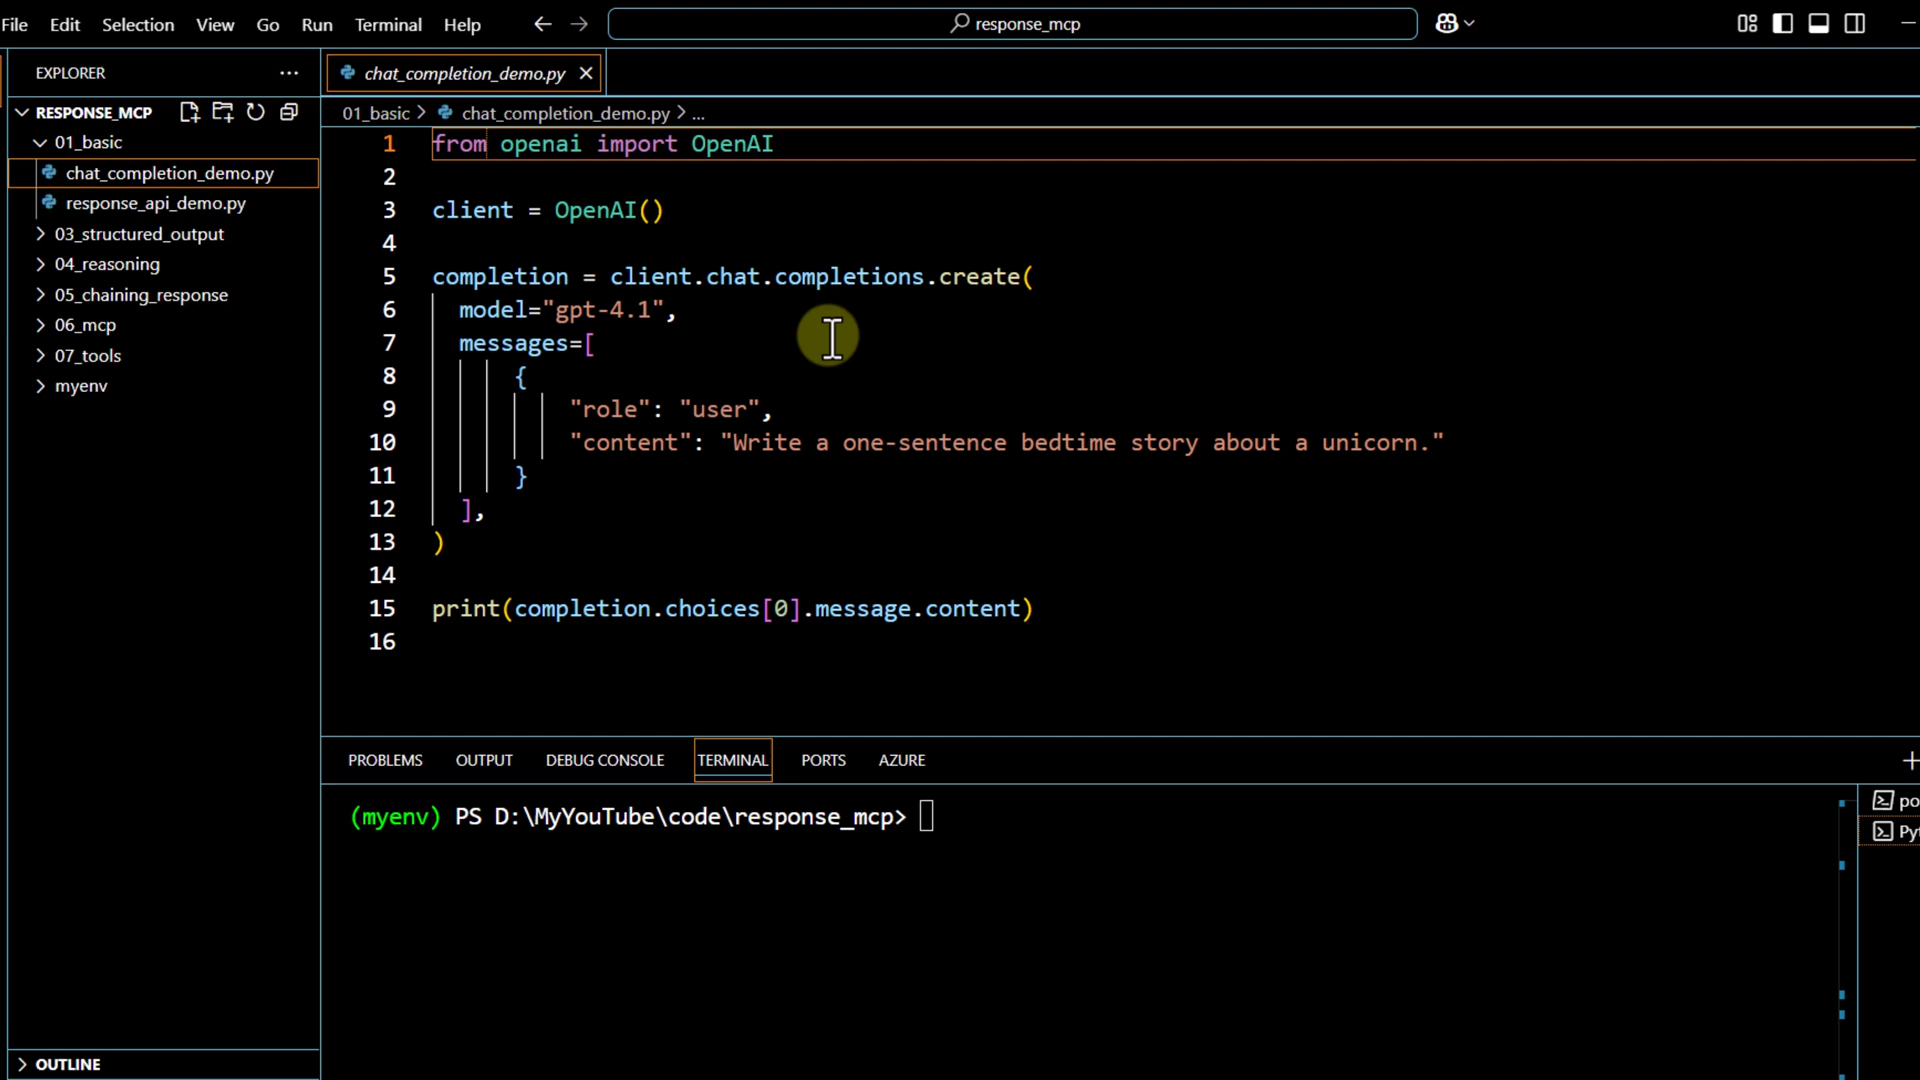 File Edit Selection View Go Run Terminal Help response_mcp
EXPLORER
RESPONSE_MCP
01_basic
chat_completion_demo.py
response_api_demo.py
03_structured_output
04_reasoning
05_chaining_response
06_mcp
07_tools
myenv
OUTLINE
chat_completion_demo.py
01_basic > chat_completion_demo.py > ...
1 from openai import OpenAI
2
3 client = OpenAI()
4
5 completion = client.chat.completions.create(
6 model="gpt-4.1",
7 messages=[
8 {
9 "role": "user",
10 "content": "Write a one-sentence bedtime story about a unicorn."
11 }
12 ],
13 )
14
15 print(completion.choices[0].message.content)
16
PROBLEMS OUTPUT DEBUG CONSOLE TERMINAL PORTS AZURE
(myenv) PS D:\MyYouTube\code\response_mcp>
po
Pyt